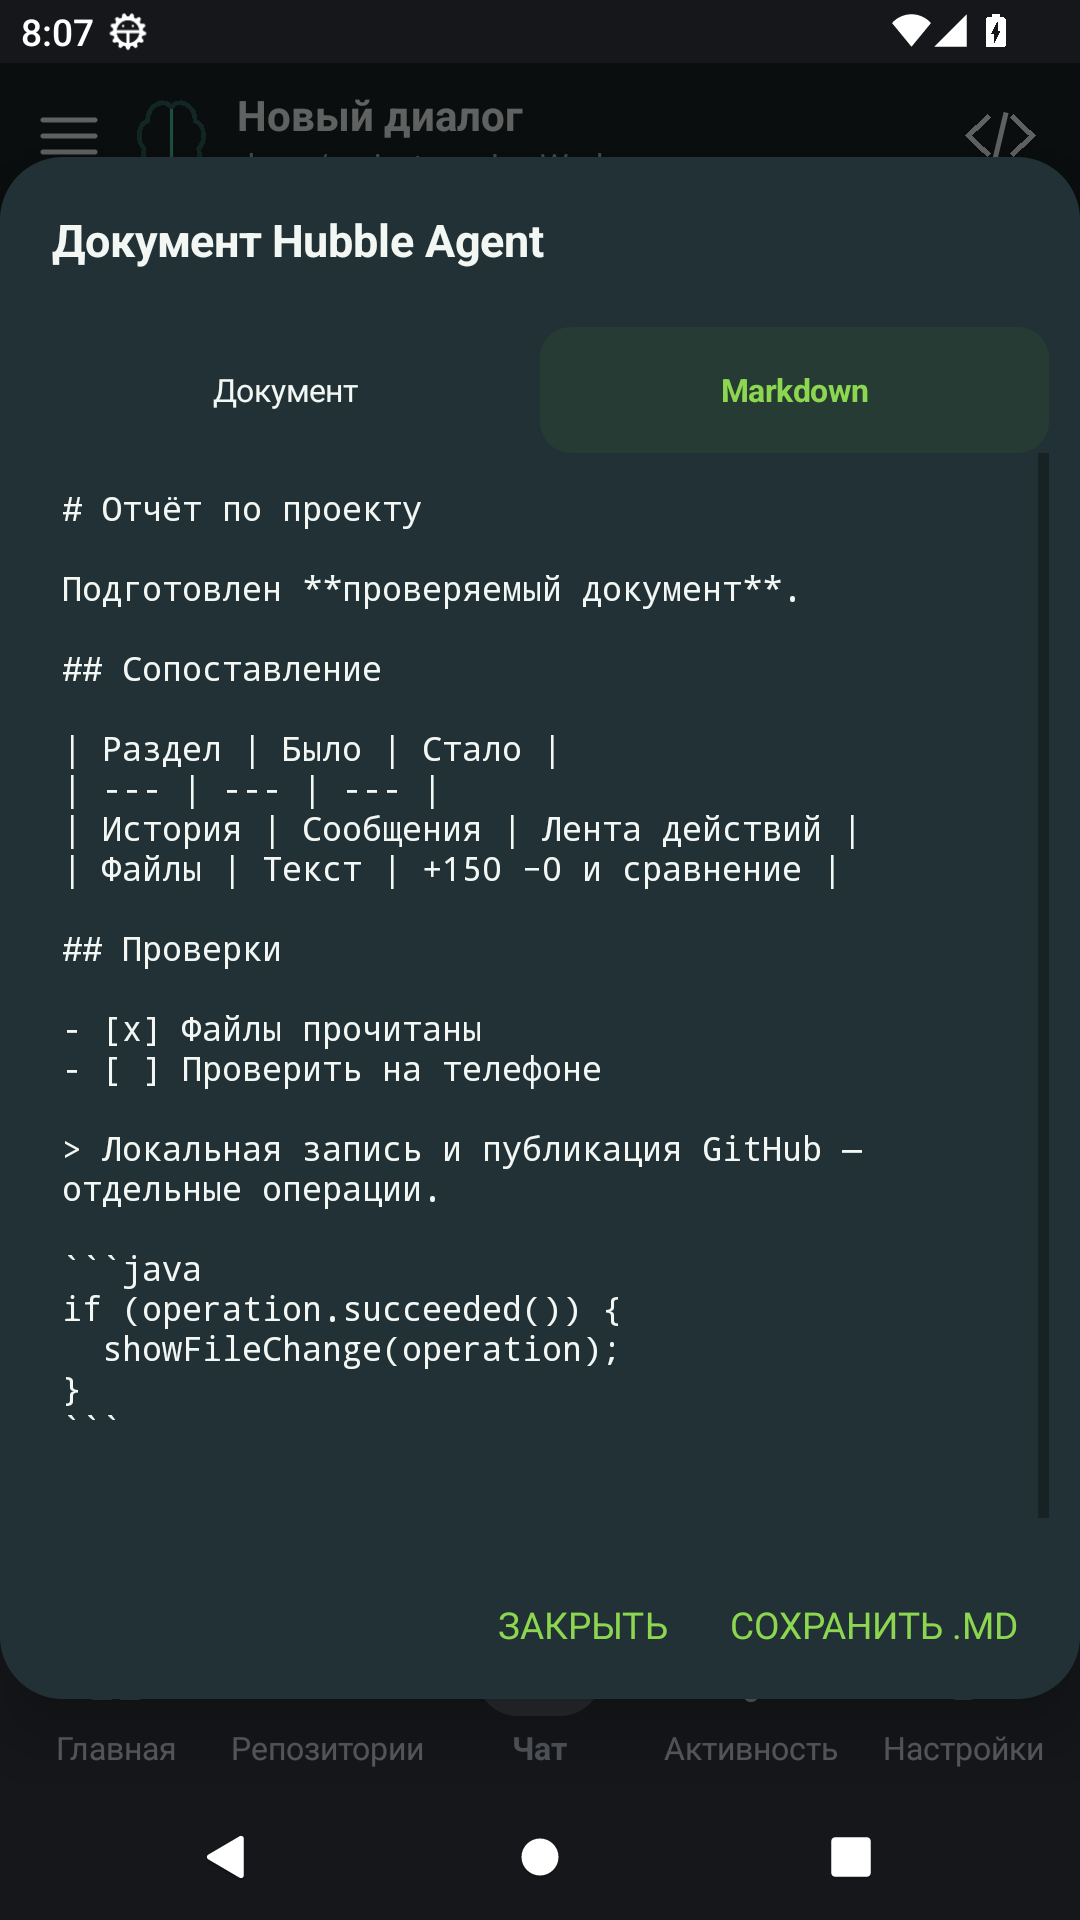 8:07
Новый диалог
Документ Hubble Agent
Документ
Markdown
# Отчёт по проекту
Подготовлен **проверяемый документ**.
## Сопоставление
| Раздел | Было | Стало |
| --- | --- | --- |
| История | Сообщения | Лента действий |
| Файлы | Текст | +150 −0 и сравнение |
## Проверки
- [x] Файлы прочитаны
- [ ] Проверить на телефоне
> Локальная запись и публикация GitHub —
отдельные операции.
```java
if (operation.succeeded()) {
  showFileChange(operation);
}
```
ЗАКРЫТЬ
СОХРАНИТЬ .MD
Главная
Репозитории
Чат
Активность
Настройки